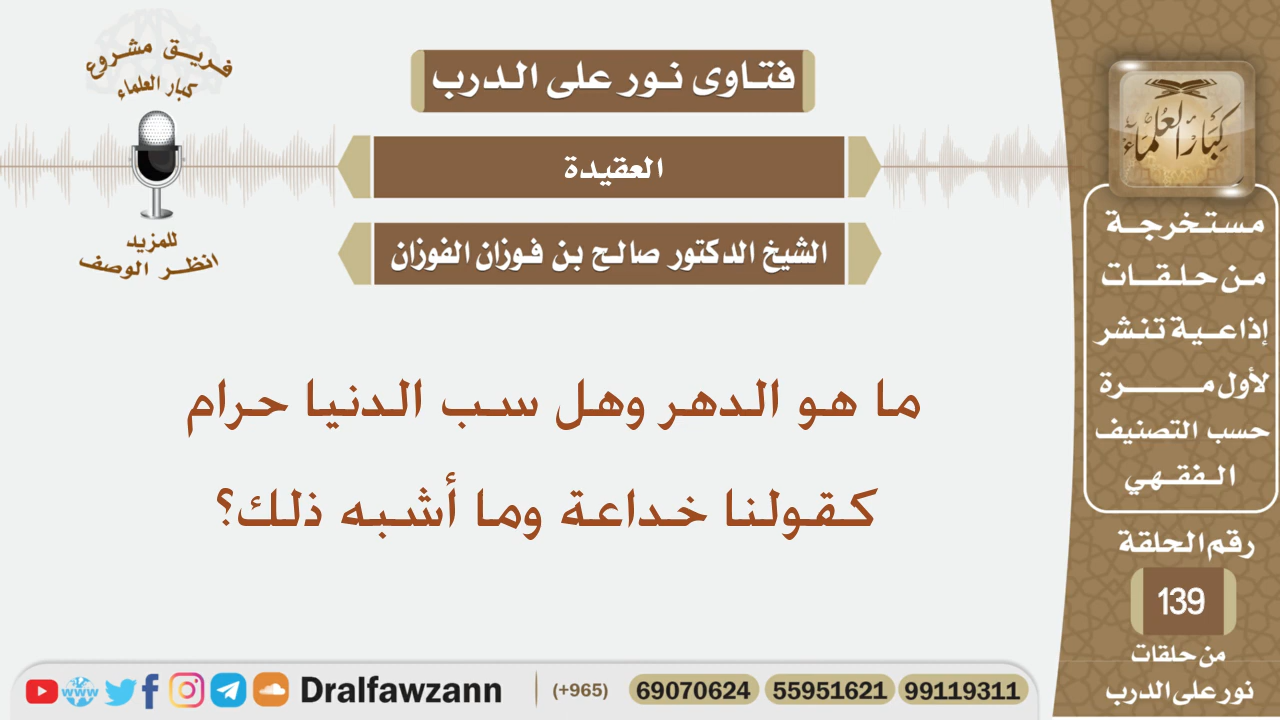 فريق مشروع
كبار العلماء
للمزيد
انظر الوصف
فتاوى نور على الدرب
العقيدة
الشيخ الدكتور صالح بن فوزان الفوزان
ما هو الدهر وهل سب الدنيا حرام
كقولنا خداعة وما أشبه ذلك؟
كبار العلماء
مستخرجة
من حلقات
إذاعية تنشر
لأول مرة
حسب التصنيف
الفقهي
رقم الحلقة
139
من حلقات
نور على الدرب
www
Dralfawzann
(+965)
69070624
55951621
99119311